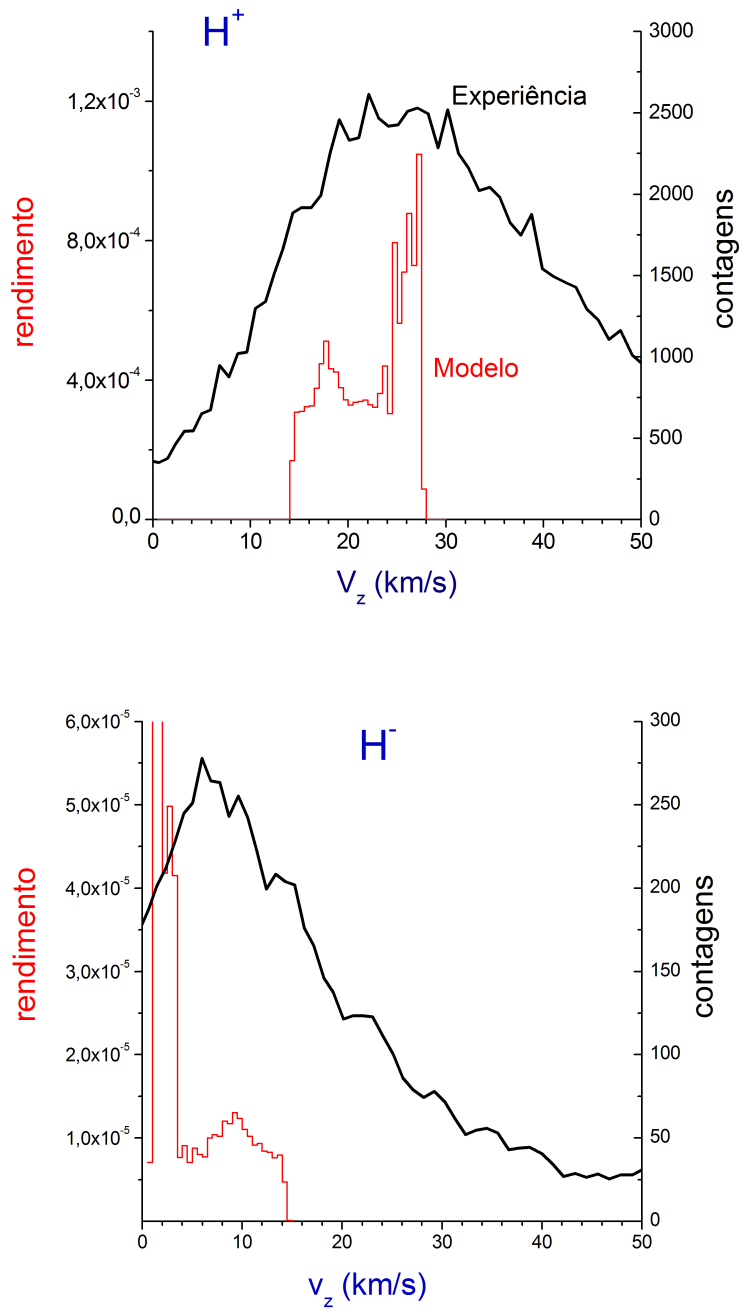 H⁺
3000
1,2x10⁻³
Experiência
2500
2000
rendimento
8,0x10⁻⁴
1500
contagens
Modelo
4,0x10⁻⁴
1000
500
0,0
0
0 10 20 30 40 50
V_z (km/s)
6,0x10⁻⁵
300
H⁻
5,0x10⁻⁵
250
rendimento
4,0x10⁻⁵
200
contagens
3,0x10⁻⁵
150
2,0x10⁻⁵
100
1,0x10⁻⁵
50
0
0 10 20 30 40 50
v_z (km/s)